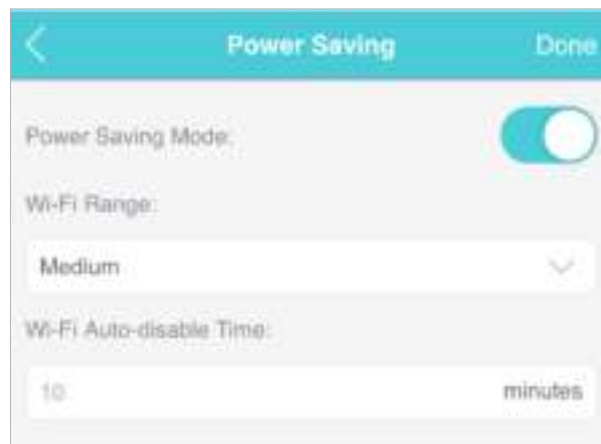 Power Saving Done
Power Saving Mode:
Wi-Fi Range:
Medium
Wi-Fi Auto-disable Time:
10 minutes